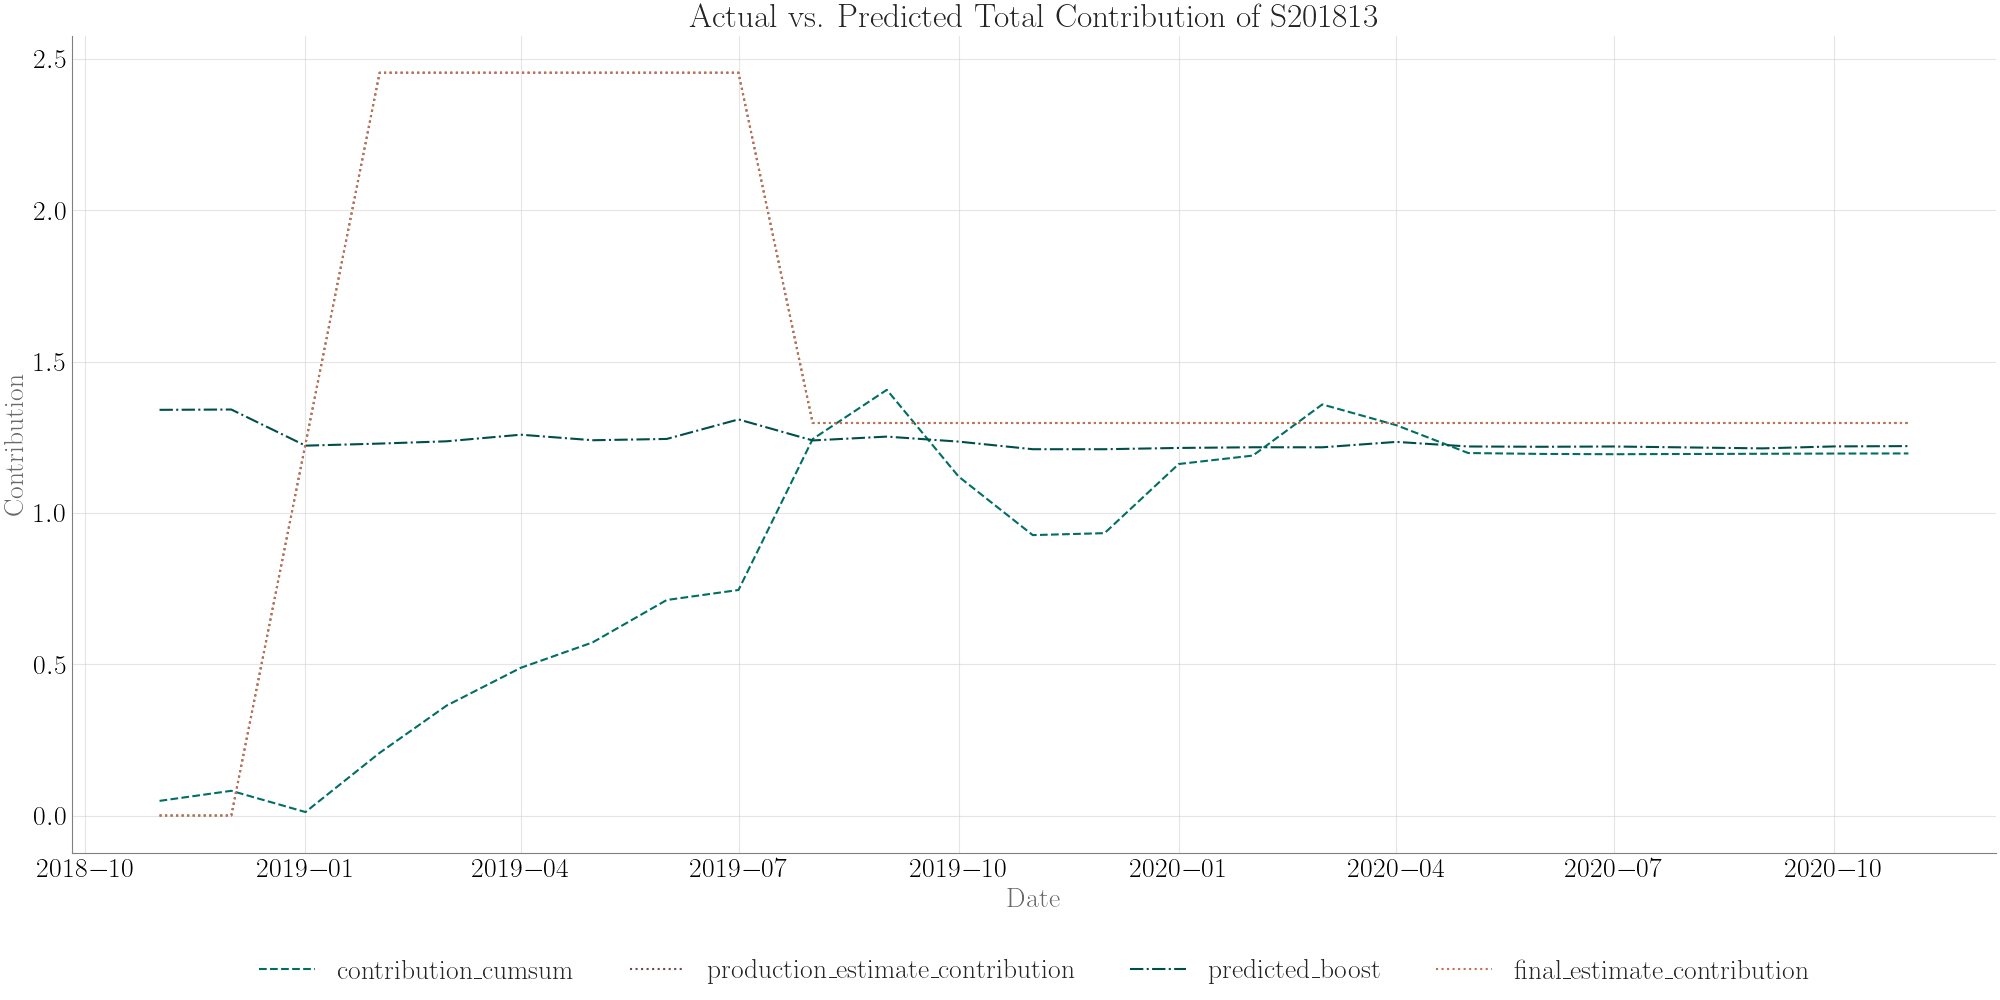 Actual vs. Predicted Total Contribution of S201813
Contribution
2.5
2.0
1.5
1.0
0.5
0.0
2018−10 2019−01 2019−04 2019−07 2019−10 2020−01 2020−04 2020−07 2020−10
Date
contribution_cumsum production_estimate_contribution predicted_boost final_estimate_contribution